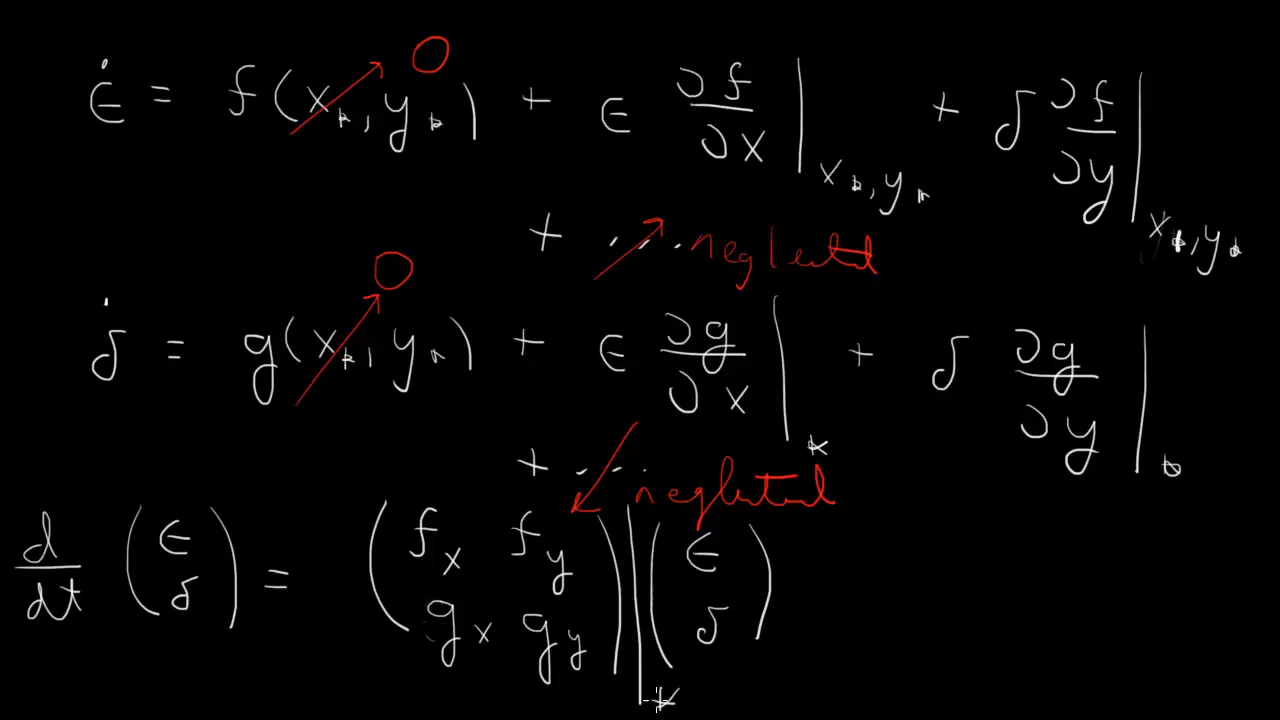 ϵ̇ = f(x*, y*) 0 + ϵ ∂f/∂x |x*, y* + δ ∂f/∂y |x*, y*
+ .... neglected
δ̇ = g(x*, y*) 0 + ϵ ∂g/∂x |* + δ ∂g/∂y |*
+ .... neglected
d/dt (ϵ δ) = (fx fy gx gy)|* (ϵ δ)